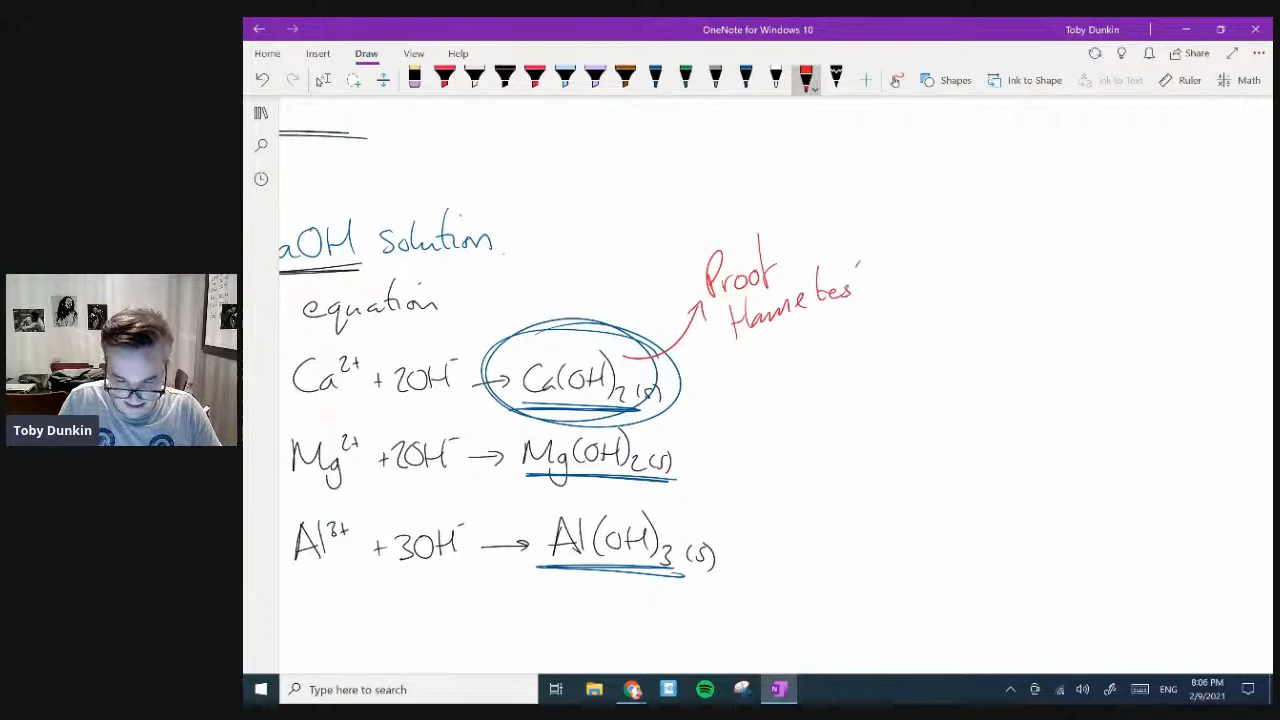 OneNote for Windows 10
Toby Dunkin
Home Insert Draw View Help
Share
Shapes Ink to Shape Ink to Text Ruler Math
aOH solution.
equation
Proof
Flame tes
Ca²⁺ + 2OH⁻ → Ca(OH)₂(s)
Mg²⁺ + 2OH⁻ → Mg(OH)₂(s)
Al³⁺ + 3OH⁻ → Al(OH)₃(s)
Toby Dunkin
Type here to search
ENG
8:06 PM
2/9/2021